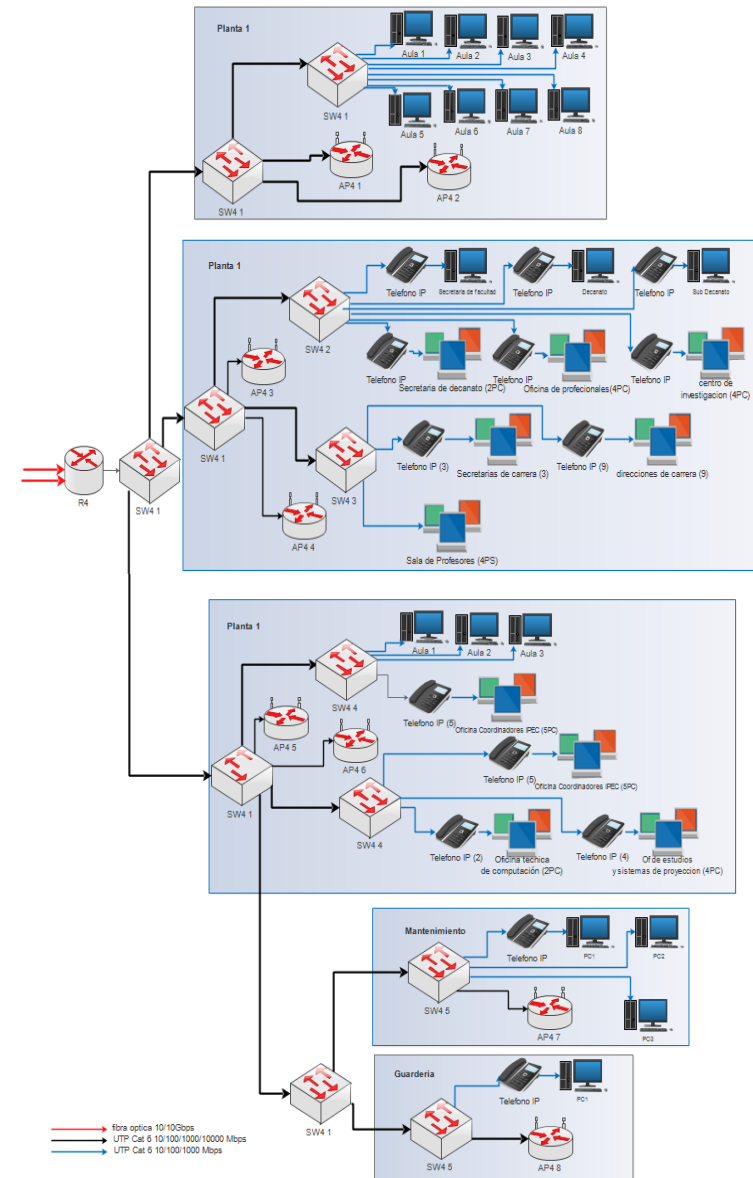 Planta 1
Aula 1
Aula 2
Aula 3
Aula 4
SW4 1
Aula 5
Aula 6
Aula 7
Aula 8
SW4 1
AP4 1
AP4 2
Planta 1
Telefono IP
Secretaria de facultad
Telefono IP
Decanato
Telefono IP
Sub Decanato
SW4 2
Telefono IP
Secretaria de decanato (2PC)
Telefono IP
Oficina de profecionales(4PC)
Telefono IP
centro de
investigacion (4PC)
AP4 3
SW4 1
Telefono IP (3)
Secretarias de carrera (3)
Telefono IP (9)
direcciones de carrera (9)
SW4 3
R4
SW4 1
AP4 4
Sala de Profesores (4PS)
Planta 1
Aula 1
Aula 2
Aula 3
SW4 4
Telefono IP (5)
Oficina Coordinadores IPEC (5PC)
AP4 5
AP4 6
Telefono IP (5)
Oficina Coordinadores IPEC (5PC)
SW4 1
SW4 4
Telefono IP (2)
Oficina tecnica
de computación (2PC)
Telefono IP (4)
Of de estudios
y sistemas de proyeccion (4PC)
Mantenimiento
Telefono IP
PC1
PC2
SW4 5
AP4 7
PC3
Guarderia
Telefono IP
PC1
SW4 1
SW4 5
AP4 8
fibra optica 10/10Gbps
UTP Cat 6 10/100/1000/10000 Mbps
UTP Cat 6 10/100/1000 Mbps